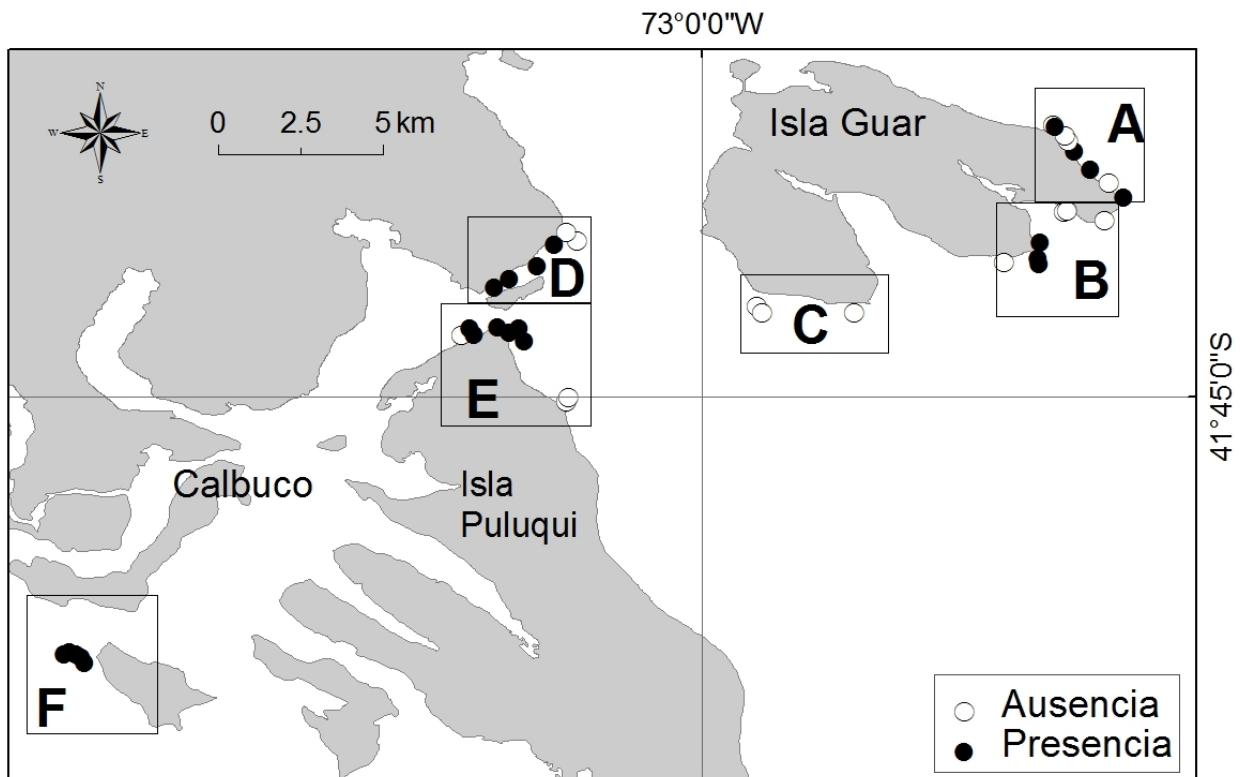 73°0'0"W
N
W E
S
0 2.5 5 km
Isla Guar
A
B
C
D
E
41°45'0"S
Calbuco
Isla
Puluqui
F
Ausencia
Presencia